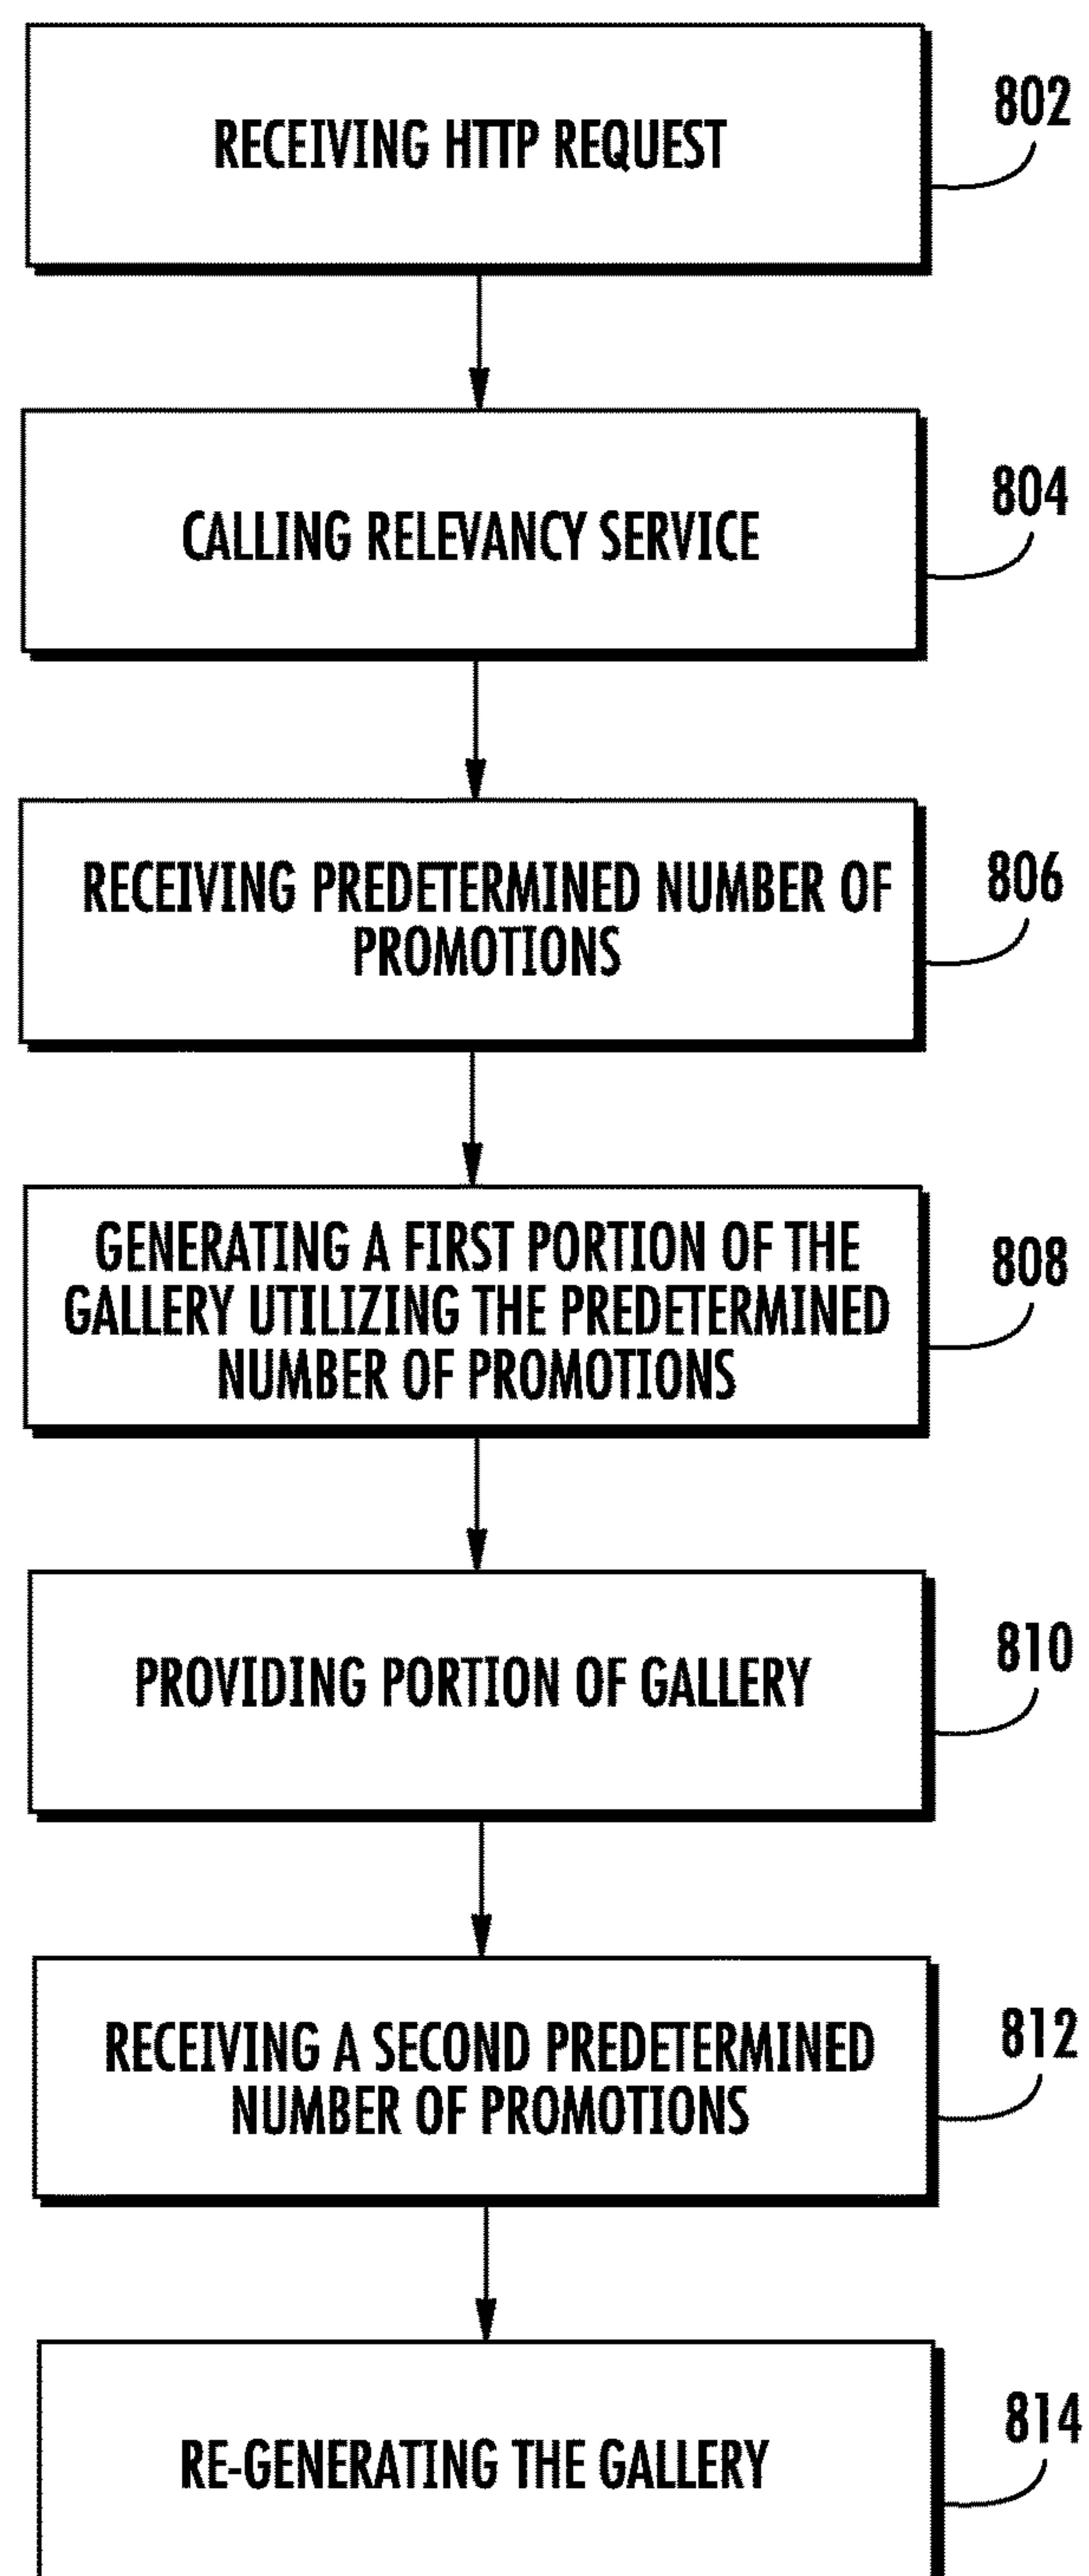 RECEIVING HTTP REQUEST
802
CALLING RELEVANCY SERVICE
804
RECEIVING PREDETERMINED NUMBER OF
PROMOTIONS
806
GENERATING A FIRST PORTION OF THE
GALLERY UTILIZING THE PREDETERMINED
NUMBER OF PROMOTIONS
808
PROVIDING PORTION OF GALLERY
810
RECEIVING A SECOND PREDETERMINED
NUMBER OF PROMOTIONS
812
RE-GENERATING THE GALLERY
814